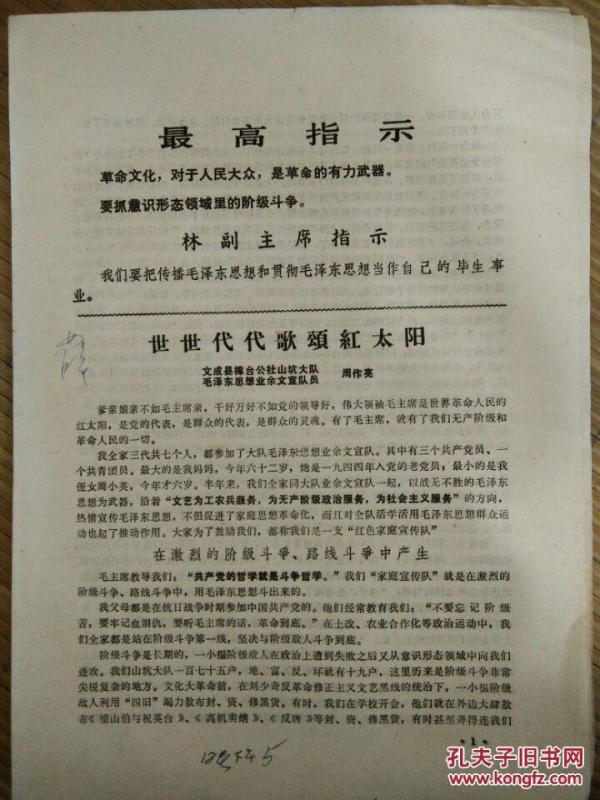 最高指示
革命文化，对于人民大众，是革命的有力武器。
要抓意识形态领域里的阶级斗争。
林副主席指示
我们要把传播毛泽东思想和贯彻毛泽东思想当作自己的毕生事
业。
世世代代歌頌紅太阳
文成县樟台公社山坑大队
毛泽东思想业余文宣队员 周作亮
爹亲娘亲不如毛主席亲，千好万好不如党的领导好，伟大领袖毛主席是世界革命人民的
红太阳，是党的代表，是群众的代表，是群众的灵魂。有了毛主席，就有了我们无产阶级和
革命人民的一切。
我全家三代共七个人，都参加了大队毛泽东思想业余文宣队。其中有三个共产党员、一
个共青团员。最大的是我妈妈，今年六十二岁，她是一九四四年入党的老党员；最小的是我
侄女周小英，今年才六岁。半年来，我们全家同大队业余文宣队一起，以战无不胜的毛泽东
思想为武器，沿着“文艺为工农兵服务，为无产阶级政治服务，为社会主义服务”的方向，
热情宣传毛泽东思想，不但促进了家庭思想革命化，而且对全队活学活用毛泽东思想群众运
动也起了推动作用。大家为了鼓励我们，都称我们是一支“红色家庭宣传队”
在激烈的阶级斗争、路线斗争中产生
毛主席教导我们：“共产党的哲学就是斗争哲学。”我们“家庭宣传队”就是在激烈的
阶级斗争、路线斗争中，用毛泽东思想斗出来的。
我父母都是在抗日战争时期参加中国共产党的。他们经常教育我们：“不要忘记阶级
苦，要牢记血泪仇，要听毛主席的话，革命到底。”在土改、农业合作化等政治运动中，我
们全家都是站在阶级斗争第一线，坚决与阶级敌人斗争到底。
阶级斗争是长期的，一小撮阶级敌人在政治上遭到失败之后又从意识形态领域中向我们
进攻。我们山坑大队一百七十五户，地、富、反、坏就有十九户，这里历来是阶级斗争非常
尖锐复杂的地方。文化大革命前，在刘少奇反革命修正主义文艺黑线的统治下，一小撮阶级
敌人利用“四旧”竭力散布封、资、修黑货。有时，我们在学校开会，他们就在外边大肆散
布《梁山伯与祝英台》、《高机卖绡》、《反唐》等封、资、修黑货，有时甚至弄得连我们
·1·
孔夫子旧书网
www.kongfz.com